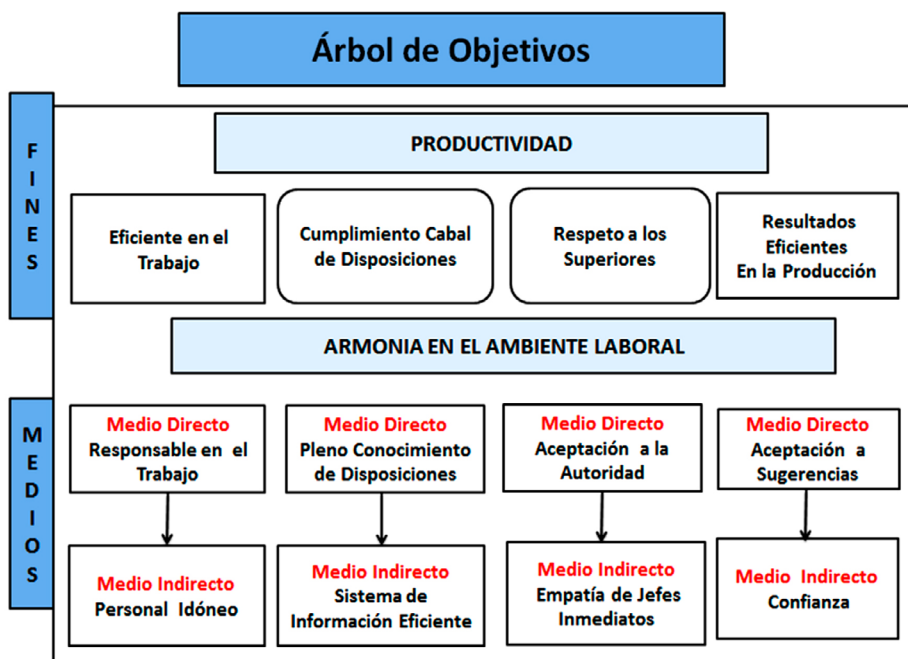 Árbol de Objetivos
FINES
PRODUCTIVIDAD
Eficiente en el
Trabajo
Cumplimiento Cabal
de Disposiciones
Respeto a los
Superiores
Resultados
Eficientes
En la Producción
ARMONIA EN EL AMBIENTE LABORAL
MEDIOS
Medio Directo
Responsable en el
Trabajo
Medio Directo
Pleno Conocimiento
de Disposiciones
Medio Directo
Aceptación a la
Autoridad
Medio Directo
Aceptación a
Sugerencias
Medio Indirecto
Personal Idóneo
Medio Indirecto
Sistema de
Información Eficiente
Medio Indirecto
Empatía de Jefes
Inmediatos
Medio Indirecto
Confianza